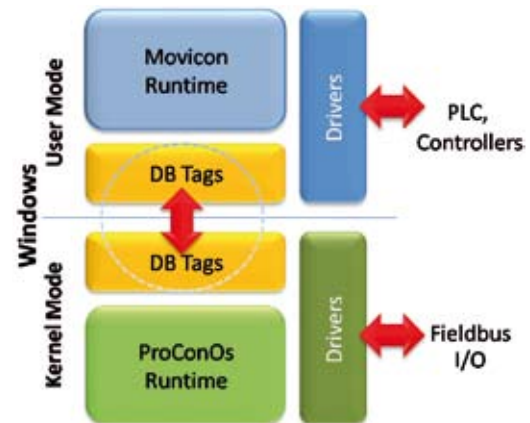 Windows
User Mode
Movicon
Runtime
DB Tags
Drivers
PLC,
Controllers
Kernel Mode
DB Tags
ProConOs
Runtime
Drivers
Fieldbus
I/O